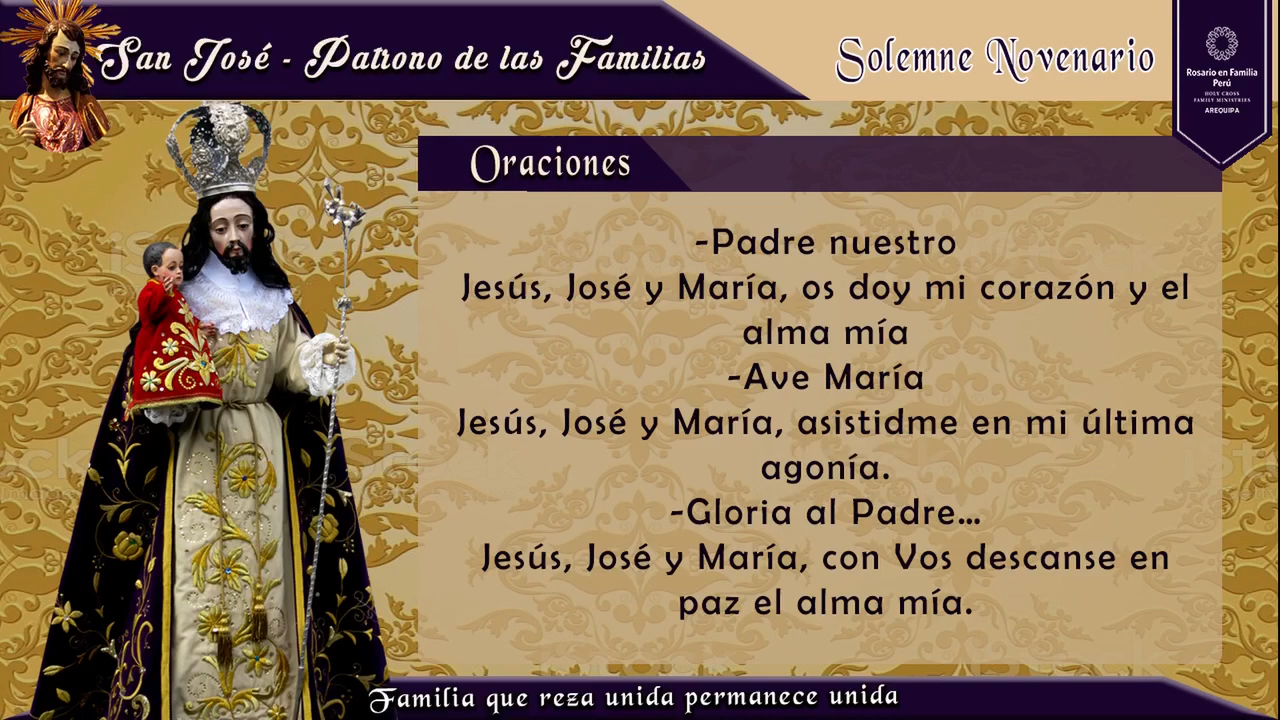 San José - Patrono de las Familias
Solemne Novenario
Rosario en Familia
Perú
HOLY CROSS
FAMILY MINISTRIES
AREQUIPA
Oraciones
-Padre nuestro
Jesús, José y María, os doy mi corazón y el
alma mía
-Ave María
Jesús, José y María, asistidme en mi última
agonía.
-Gloria al Padre...
Jesús, José y María, con Vos descanse en
paz el alma mía.
Familia que reza unida permanece unida